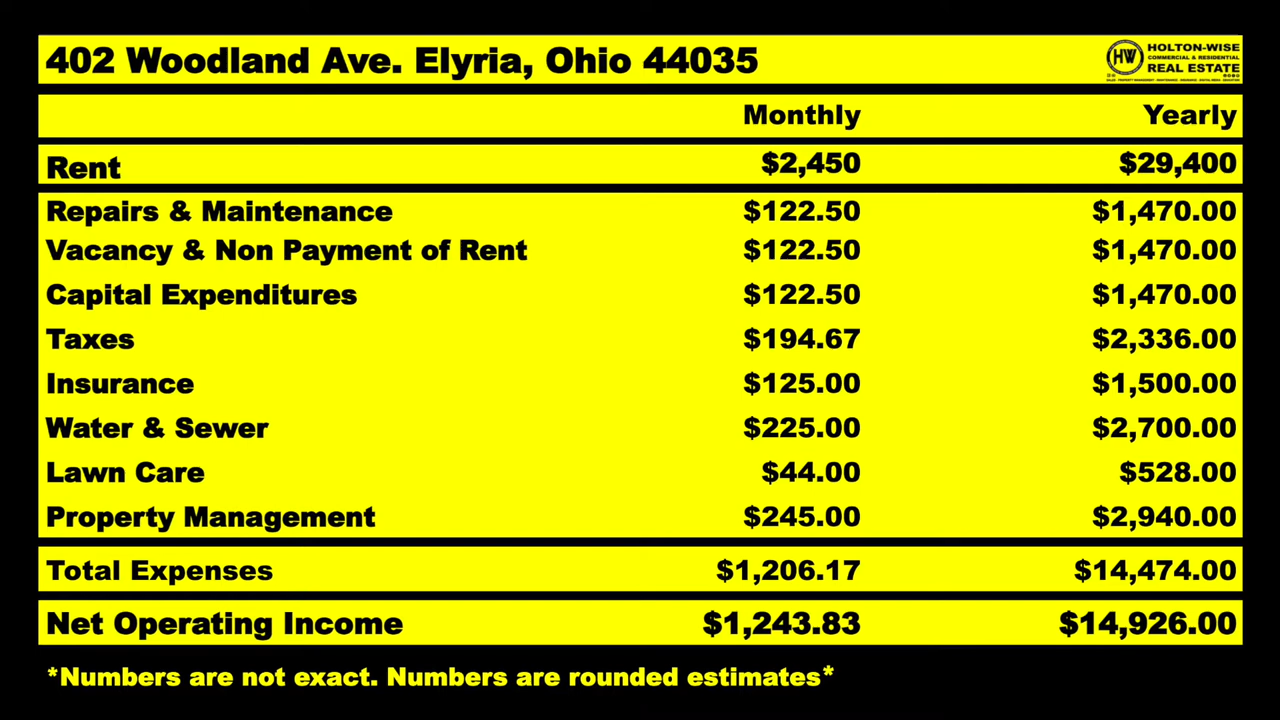 402 Woodland Ave. Elyria, Ohio 44035
HOLTON-WISE
COMMERCIAL & RESIDENTIAL
REAL ESTATE
HW
Monthly Yearly
Rent $2,450 $29,400
Repairs & Maintenance $122.50 $1,470.00
Vacancy & Non Payment of Rent $122.50 $1,470.00
Capital Expenditures $122.50 $1,470.00
Taxes $194.67 $2,336.00
Insurance $125.00 $1,500.00
Water & Sewer $225.00 $2,700.00
Lawn Care $44.00 $528.00
Property Management $245.00 $2,940.00
Total Expenses $1,206.17 $14,474.00
Net Operating Income $1,243.83 $14,926.00
*Numbers are not exact. Numbers are rounded estimates*